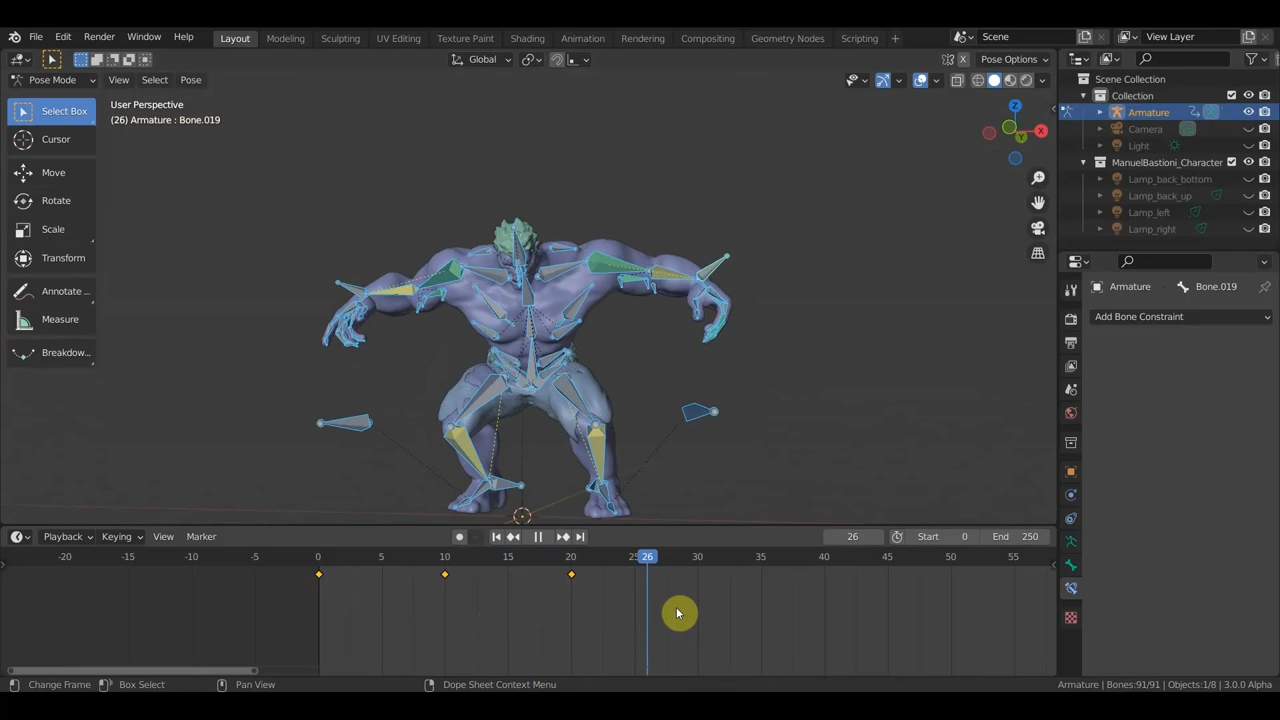 File Edit Render Window Help Layout Modeling Sculpting UV Editing Texture Paint Shading Animation Rendering Compositing Geometry Nodes Scripting + Scene View Layer
Global X Pose Options
Pose Mode View Select Pose
Select Box
Cursor
Move
Rotate
Scale
Transform
Annotate ...
Measure
Breakdow...
User Perspective
(26) Armature : Bone.019
Z
X
Y
Scene Collection
Collection
Armature
Camera
Light
ManuelBastioni_Character
Lamp_back_bottom
Lamp_back_up
Lamp_left
Lamp_right
Armature Bone.019
Add Bone Constraint
Playback Keying View Marker 26 Start 0 End 250
-20 -15 -10 -5 0 5 10 15 20 25 26 30 35 40 45 50 55
Change Frame Box Select Pan View Dope Sheet Context Menu Armature | Bones:91/91 | Objects:1/8 | 3.0.0 Alpha